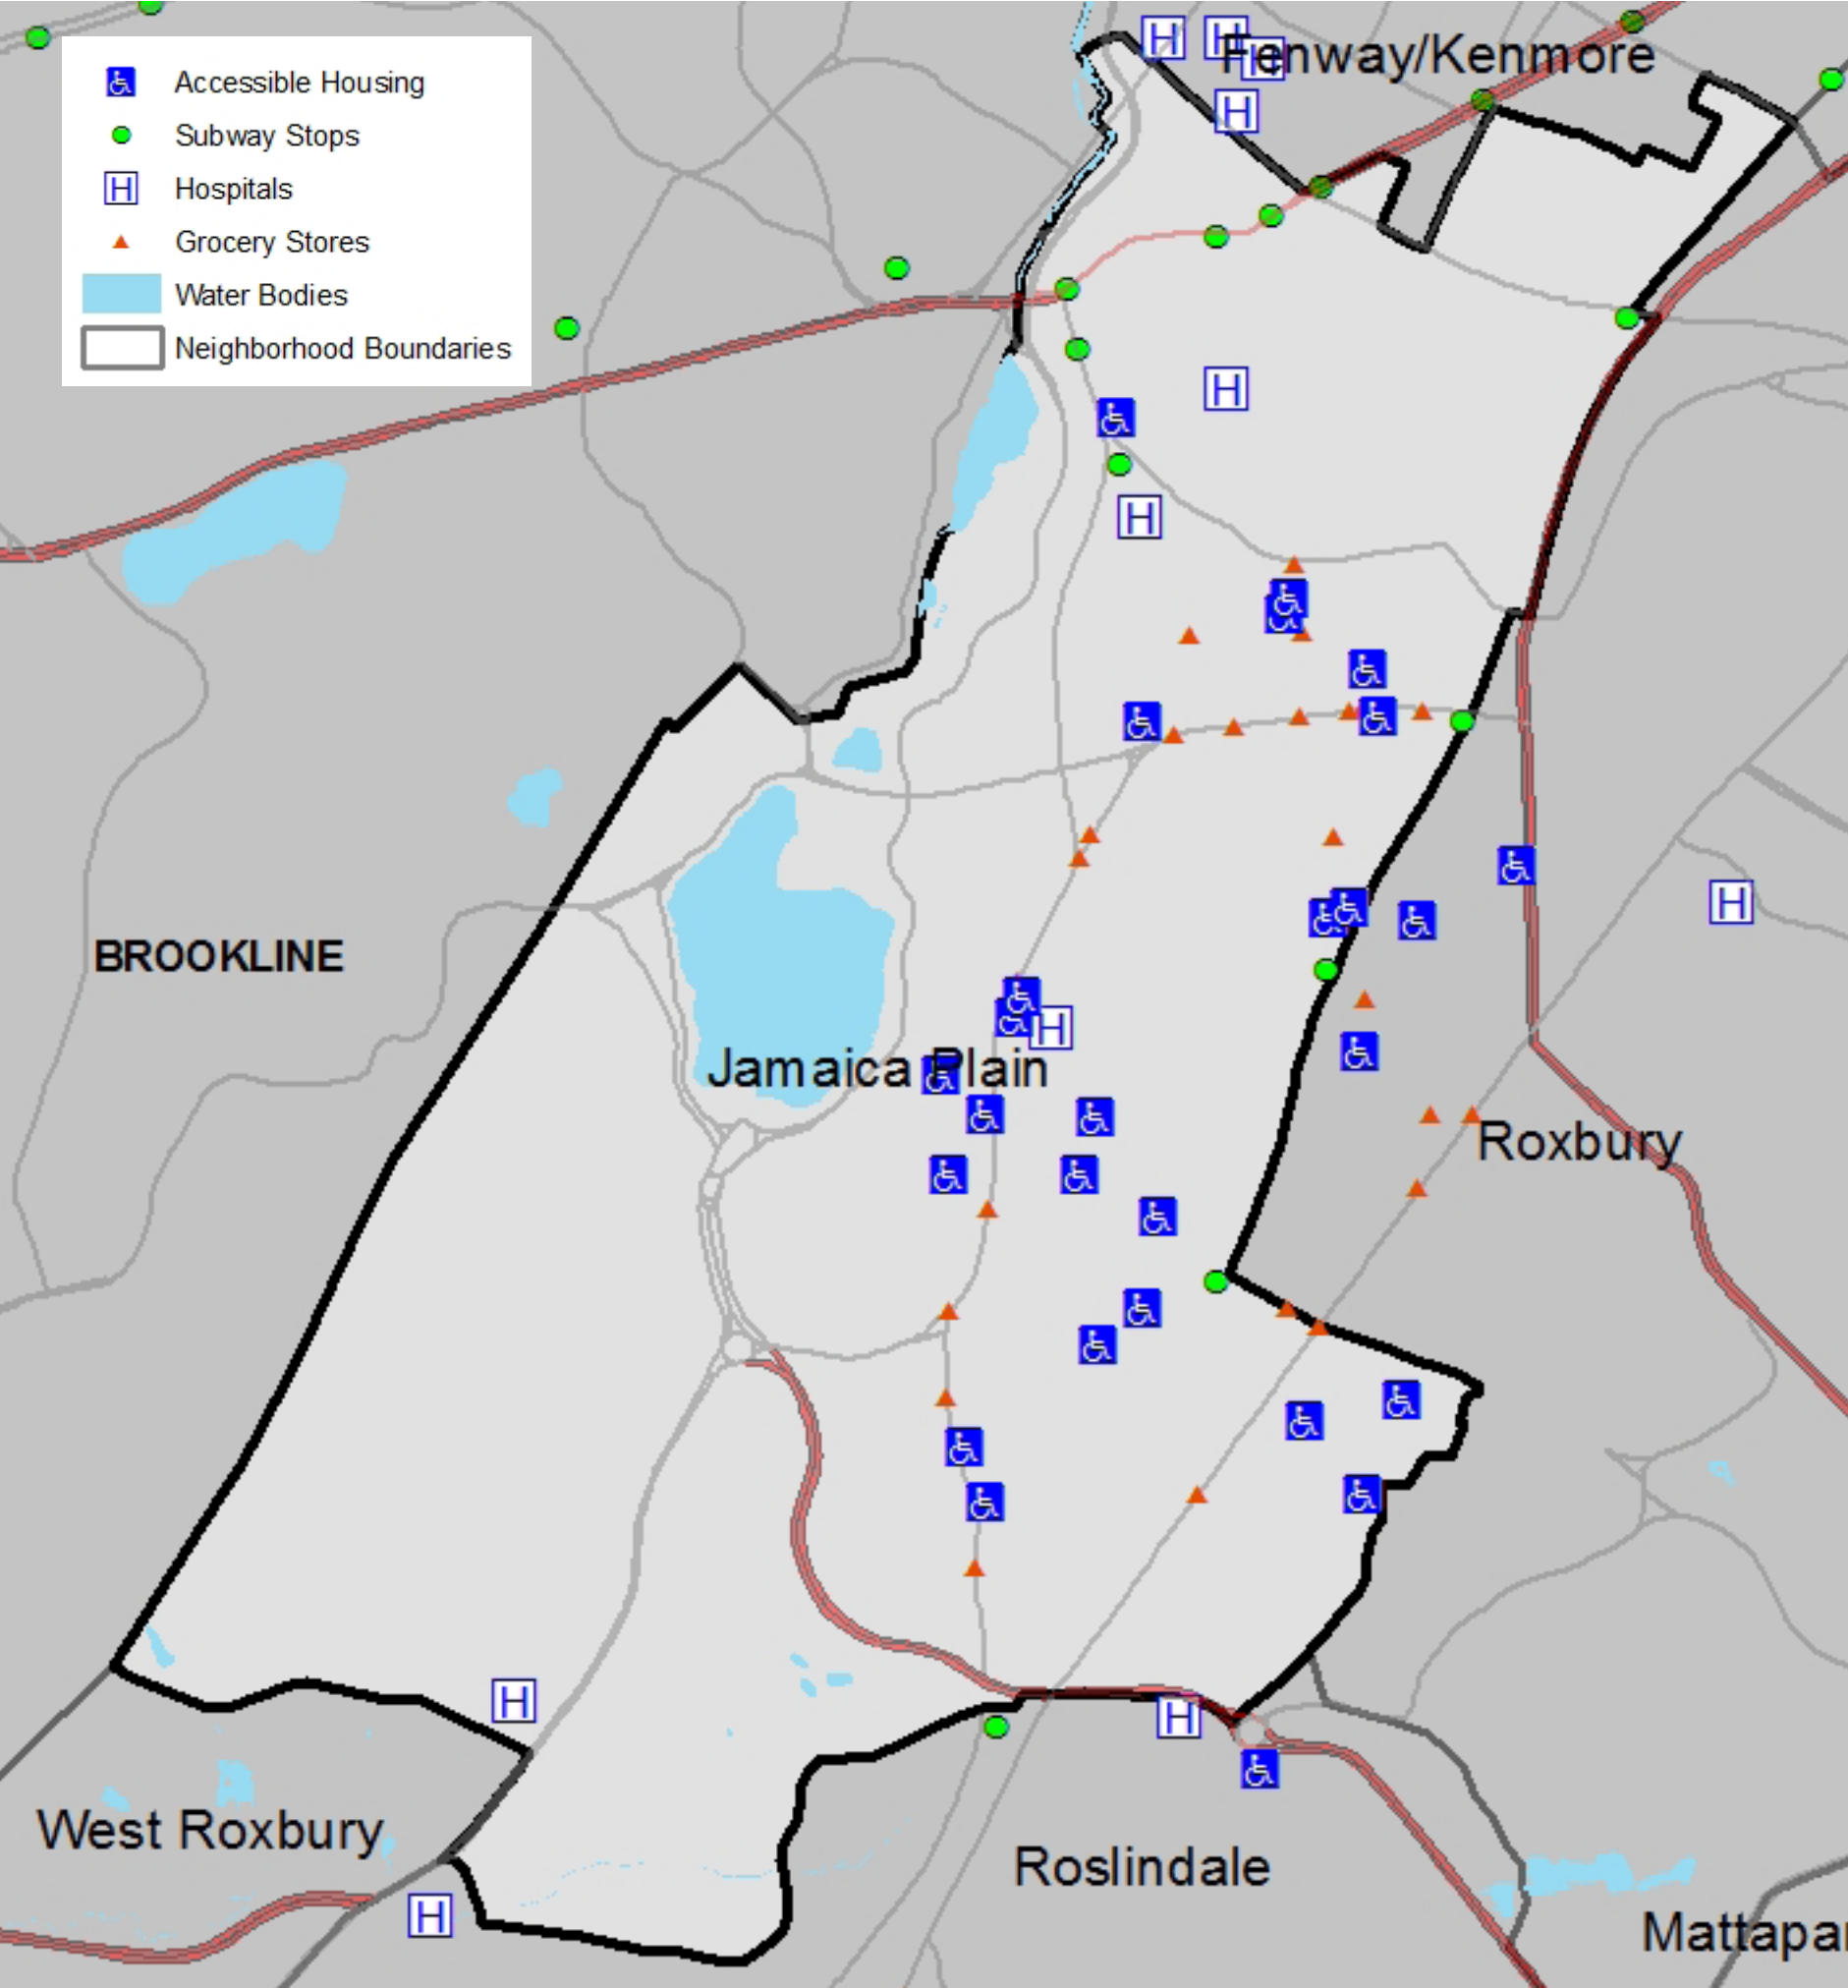 Accessible Housing
Subway Stops
H Hospitals
Grocery Stores
Water Bodies
Neighborhood Boundaries
H H H
Fenway/Kenmore
H
H
H
BROOKLINE
H
H
Jamaica Plain
Roxbury
H
H
West Roxbury
Roslindale
H
Mattapa